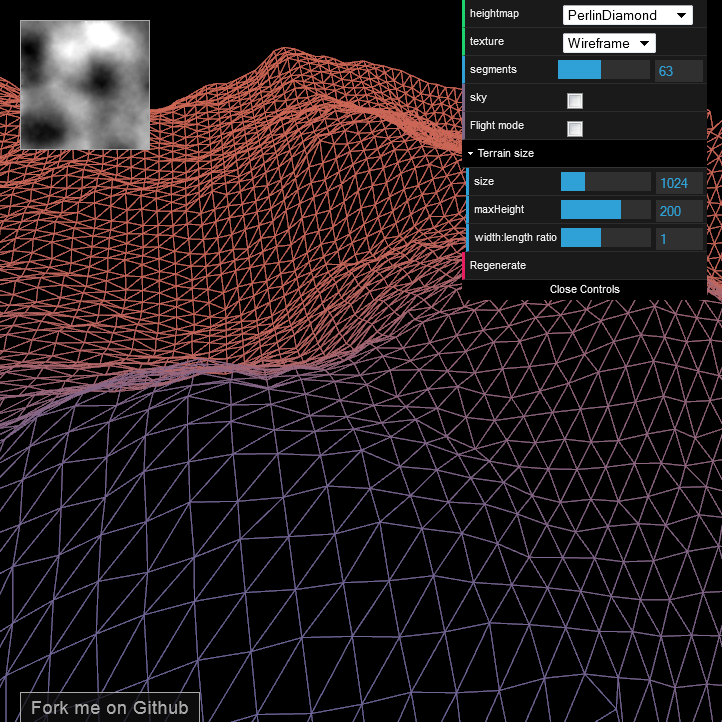 heightmap PerlinDiamond
texture Wireframe
segments 63
sky
Flight mode
Terrain size
size 1024
maxHeight 200
width:length ratio 1
Regenerate
Close Controls
Fork me on Github